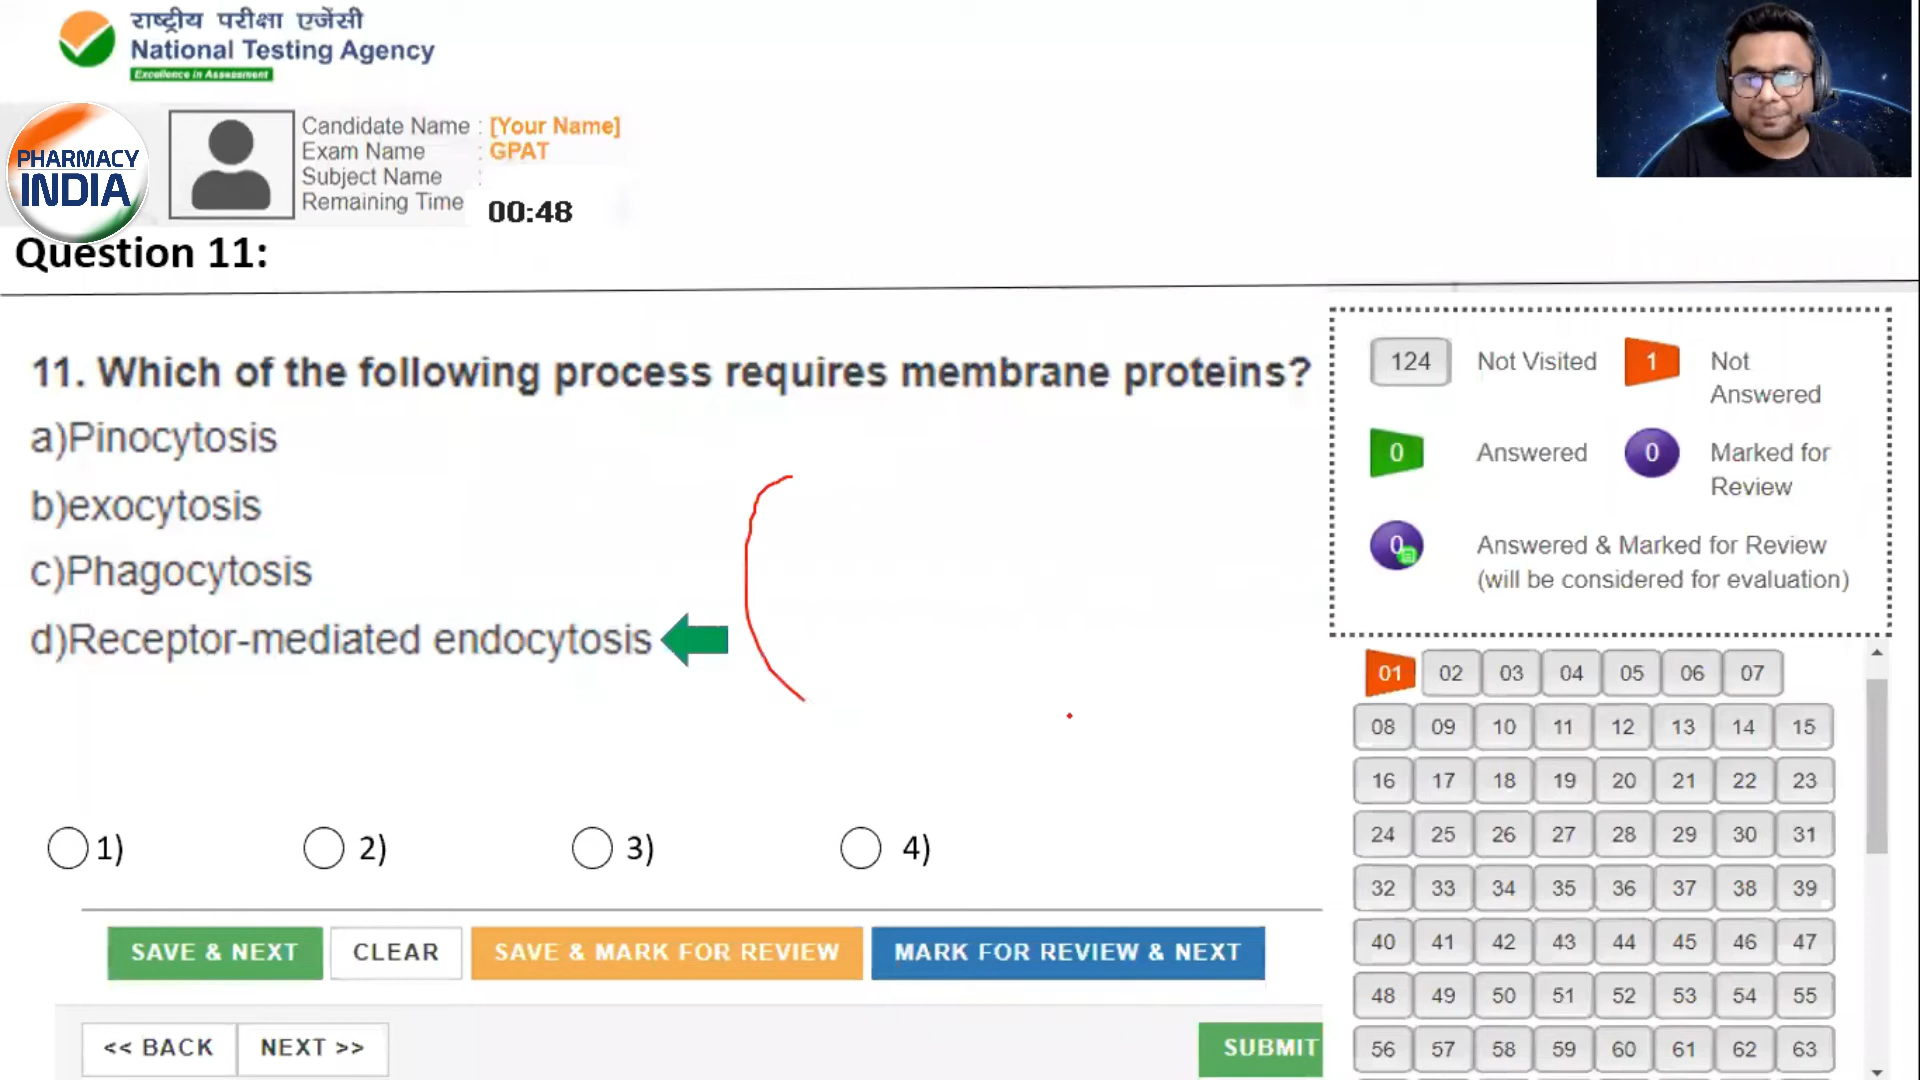 राष्ट्रीय परीक्षा एजेंसी
National Testing Agency
Excellence in Assessment
PHARMACY
INDIA
Candidate Name : [Your Name]
Exam Name : GPAT
Subject Name :
Remaining Time 00:48
Question 11:
11. Which of the following process requires membrane proteins?
a)Pinocytosis
b)exocytosis
c)Phagocytosis
d)Receptor-mediated endocytosis
1) 2) 3) 4)
SAVE & NEXT CLEAR SAVE & MARK FOR REVIEW MARK FOR REVIEW & NEXT
<< BACK NEXT >> SUBMIT
124 Not Visited 1 Not Answered
0 Answered 0 Marked for Review
0 Answered & Marked for Review
(will be considered for evaluation)
01 02 03 04 05 06 07
08 09 10 11 12 13 14 15
16 17 18 19 20 21 22 23
24 25 26 27 28 29 30 31
32 33 34 35 36 37 38 39
40 41 42 43 44 45 46 47
48 49 50 51 52 53 54 55
56 57 58 59 60 61 62 63